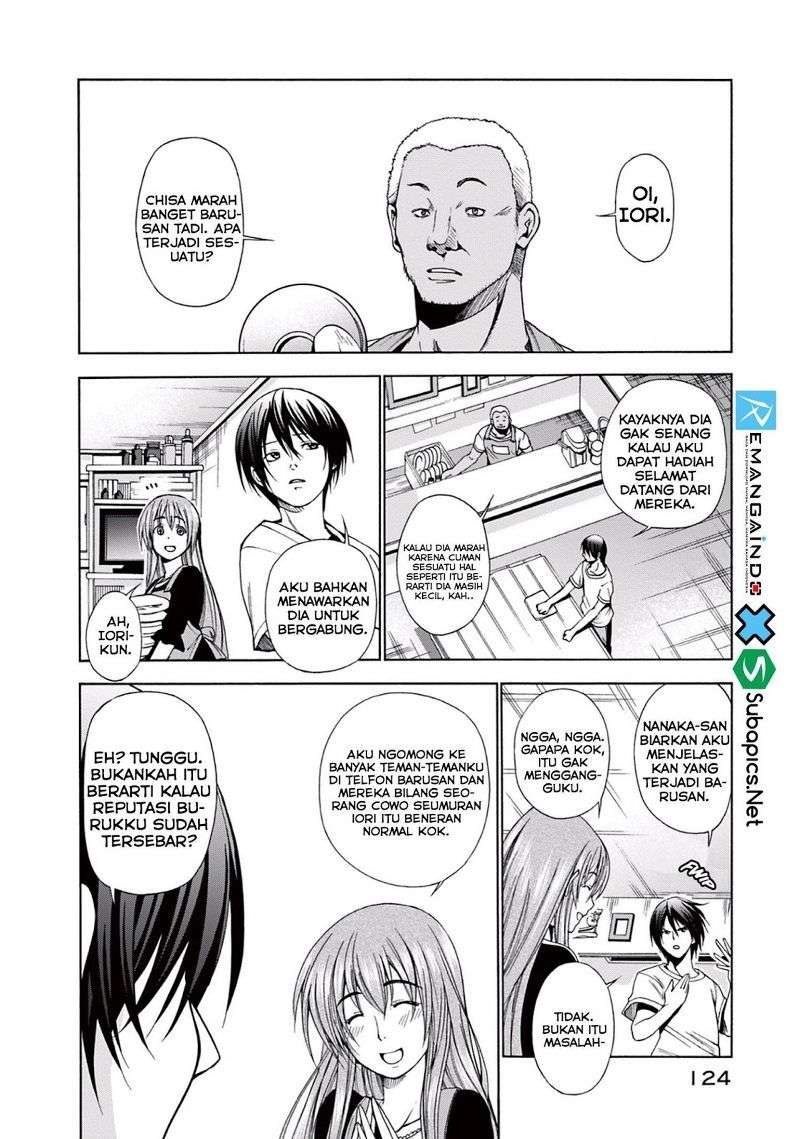 OI,
IORI.
CHISA MARAH
BANGET BARU-
SAN TADI. APA
TERJADI SES-
UATU?
KAYAKNYA DIA
GAK SENANG
KALAU AKU
DAPAT HADIAH
SELAMAT
DATANG DARI
MEREKA.
KALAU DIA MARAH
KARENA CUMAN
SESUATU HAL
SEPERTI ITU BE-
RARTI DIA MASIH
KECIL, KAH..
AKU BAHKAN
MENAWARKAN
DIA UNTUK
BERGABUNG.
AH,
IORI-
KUN.
NANAKA-SAN
BIARKAN AKU
MENJELAS-
KAN YANG
TERJADI BA-
RUSAN.
NGGA, NGGA.
GAPAPA KOK,
ITU GAK
MENGGANG-
GUKU.
FWIP
TIDAK.
BUKAN ITU
MASALAH-
AKU NGOMONG KE
BANYAK TEMAN-TEMANKU
DI TELFON BARUSAN DAN
MEREKA BILANG SEO-
RANG COWO SEUMURAN
IORI ITU BENERAN
NORMAL KOK.
EH? TUNGGU.
BUKANKAH ITU
BERARTI KALAU
REPUTASI BU-
RUKKU SUDAH
TERSEBAR?
124
REMANGAINDO
X
S
Subapics.Net